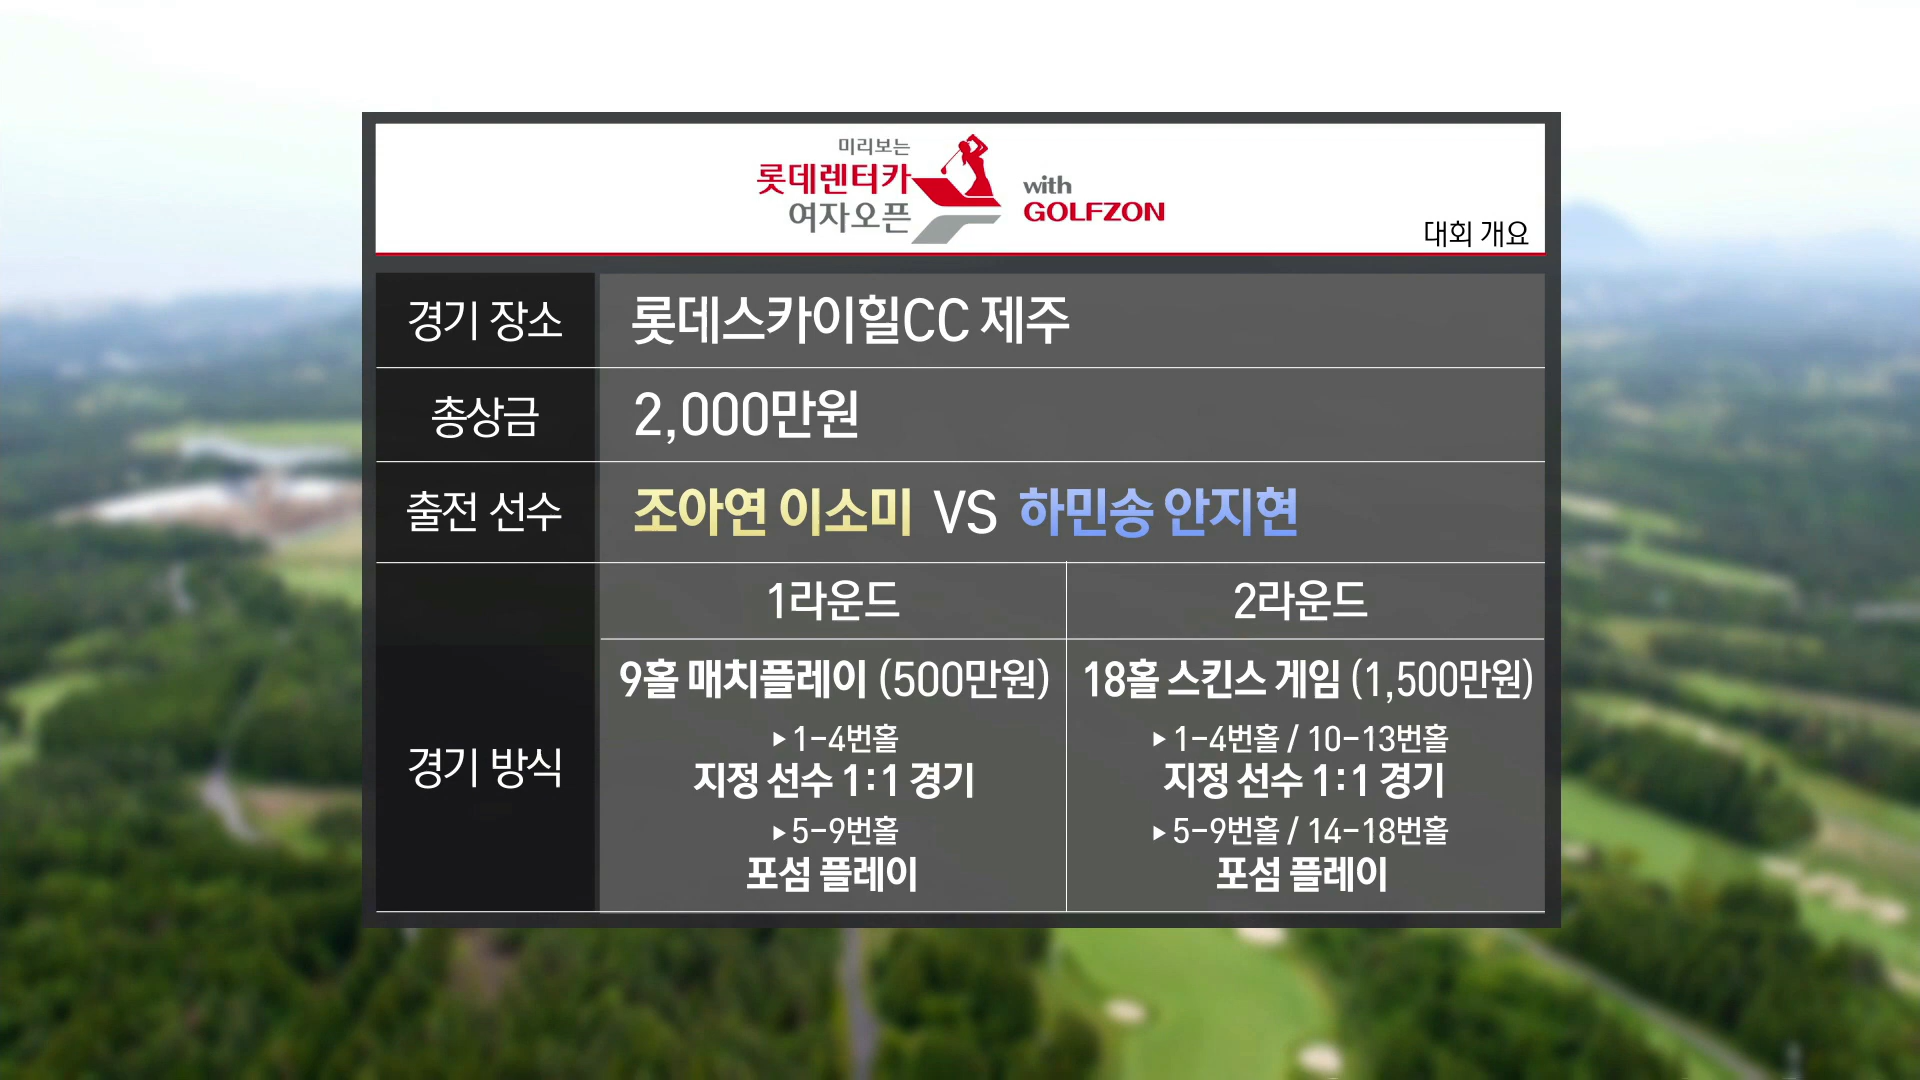 미리보는
롯데렌터카
여자오픈
with
GOLFZON
대회 개요
경기 장소
롯데스카이힐CC 제주
총상금
2,000만원
출전 선수
조아연 이소미 VS 하민송 안지현
경기 방식
1라운드
9홀 매치플레이 (500만원)
▶1-4번홀
지정 선수 1:1 경기
▶5-9번홀
포섬 플레이
2라운드
18홀 스킨스 게임 (1,500만원)
▶1-4번홀 / 10-13번홀
지정 선수 1:1 경기
▶5-9번홀 / 14-18번홀
포섬 플레이